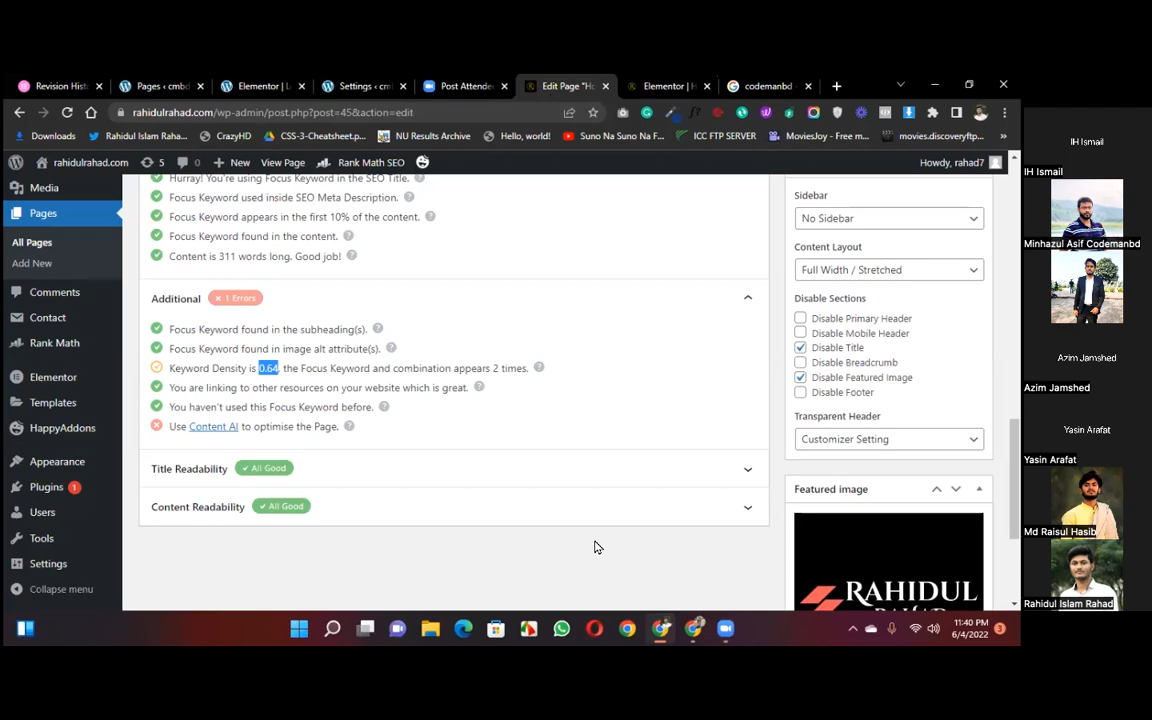 Revision Hist
Pages ‹ cmbd
Elementor | L
Settings ‹ cm
Post Attende
Edit Page "Ho
Elementor | H
codemanbd -
rahidulrahad.com/wp-admin/post.php?post=45&action=edit
Downloads
Rahidul Islam Raha...
CrazyHD
CSS-3-Cheatsheet.p...
NU Results Archive
Hello, world!
Suno Na Suno Na F...
ICC FTP SERVER
MoviesJoy - Free m...
movies.discoveryftp...
rahidulrahad.com
5
0
New
View Page
Rank Math SEO
Howdy, rahad7
Media
Pages
All Pages
Add New
Comments
Contact
Rank Math
Elementor
Templates
HappyAddons
Appearance
Plugins 1
Users
Tools
Settings
Collapse menu
Hurray! You're using Focus Keyword in the SEO Title.
Focus Keyword used inside SEO Meta Description.
Focus Keyword appears in the first 10% of the content.
Focus Keyword found in the content.
Content is 311 words long. Good job!
Additional
× 1 Errors
Focus Keyword found in the subheading(s).
Focus Keyword found in image alt attribute(s).
Keyword Density is 0.64, the Focus Keyword and combination appears 2 times.
You are linking to other resources on your website which is great.
You haven't used this Focus Keyword before.
Use Content AI to optimise the Page.
Title Readability
All Good
Content Readability
All Good
Sidebar
No Sidebar
Content Layout
Full Width / Stretched
Disable Sections
Disable Primary Header
Disable Mobile Header
Disable Title
Disable Breadcrumb
Disable Featured Image
Disable Footer
Transparent Header
Customizer Setting
Featured image
RAHIDUL
11:40 PM
6/4/2022
3
IH Ismail
IH Ismail
Minhazul Asif Codemanbd
Azim Jamshed
Azim Jamshed
Yasin Arafat
Yasin Arafat
Md Raisul Hasib
Rahidul Islam Rahad